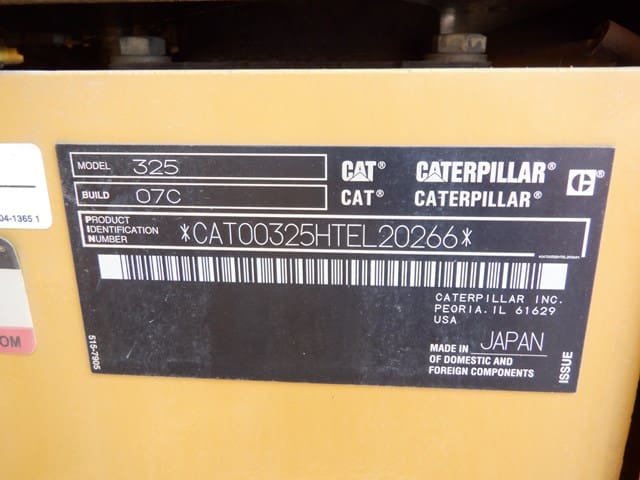 MODEL 325 CAT® CATERPILLAR®
BUILD 07C CAT® CATERPILLAR®
PRODUCT
IDENTIFICATION
NUMBER
*CAT00325HTEL20266*
CATERPILLAR INC.
PEORIA. IL 61629
USA
MADE IN JAPAN
OF DOMESTIC AND
FOREIGN COMPONENTS
515-7905
ISSUE
04-1365 1
OM